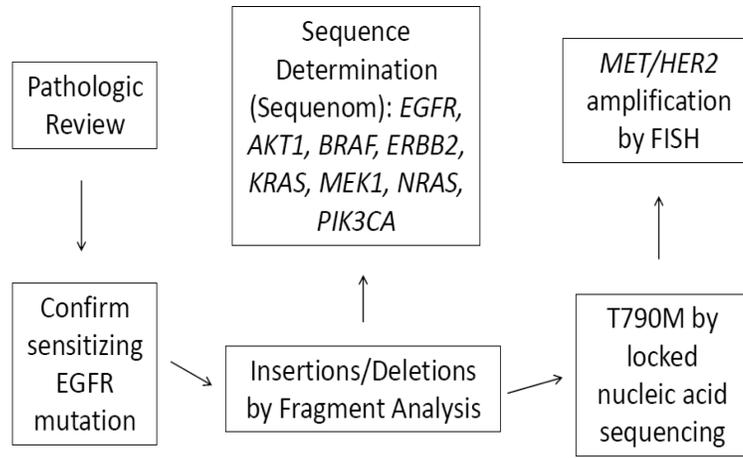 Pathologic
Review
Confirm
sensitizing
EGFR
mutation
Sequence
Determination
(Sequenom): EGFR,
AKT1, BRAF, ERBB2,
KRAS, MEK1, NRAS,
PIK3CA
Insertions/Deletions
by Fragment Analysis
MET/HER2
amplification
by FISH
T790M by
locked
nucleic acid
sequencing